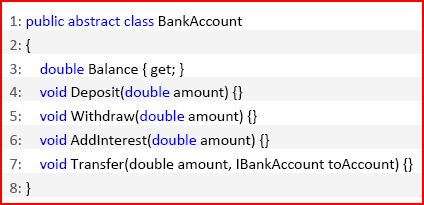 1: public abstract class BankAccount
2: {
3: double Balance { get; }
4: void Deposit(double amount) {}
5: void Withdraw(double amount) {}
6: void AddInterest(double amount) {}
7: void Transfer(double amount, IBankAccount toAccount) {}
8: }